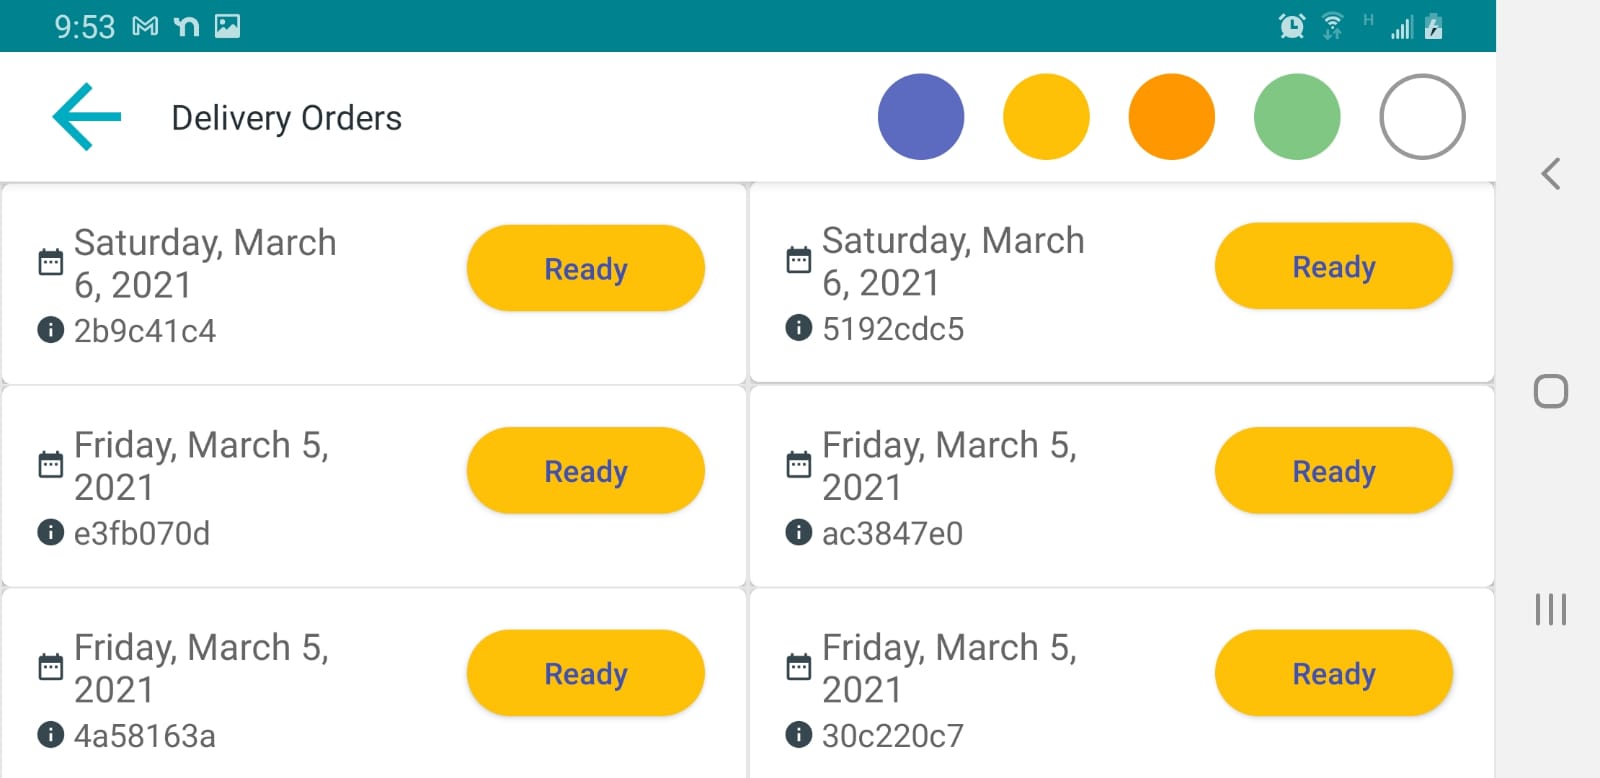 9:53
H
Delivery Orders
Saturday, March
6, 2021
2b9c41c4
Ready
Saturday, March
6, 2021
5192cdc5
Ready
Friday, March 5,
2021
e3fb070d
Ready
Friday, March 5,
2021
ac3847e0
Ready
Friday, March 5,
2021
4a58163a
Ready
Friday, March 5,
2021
30c220c7
Ready